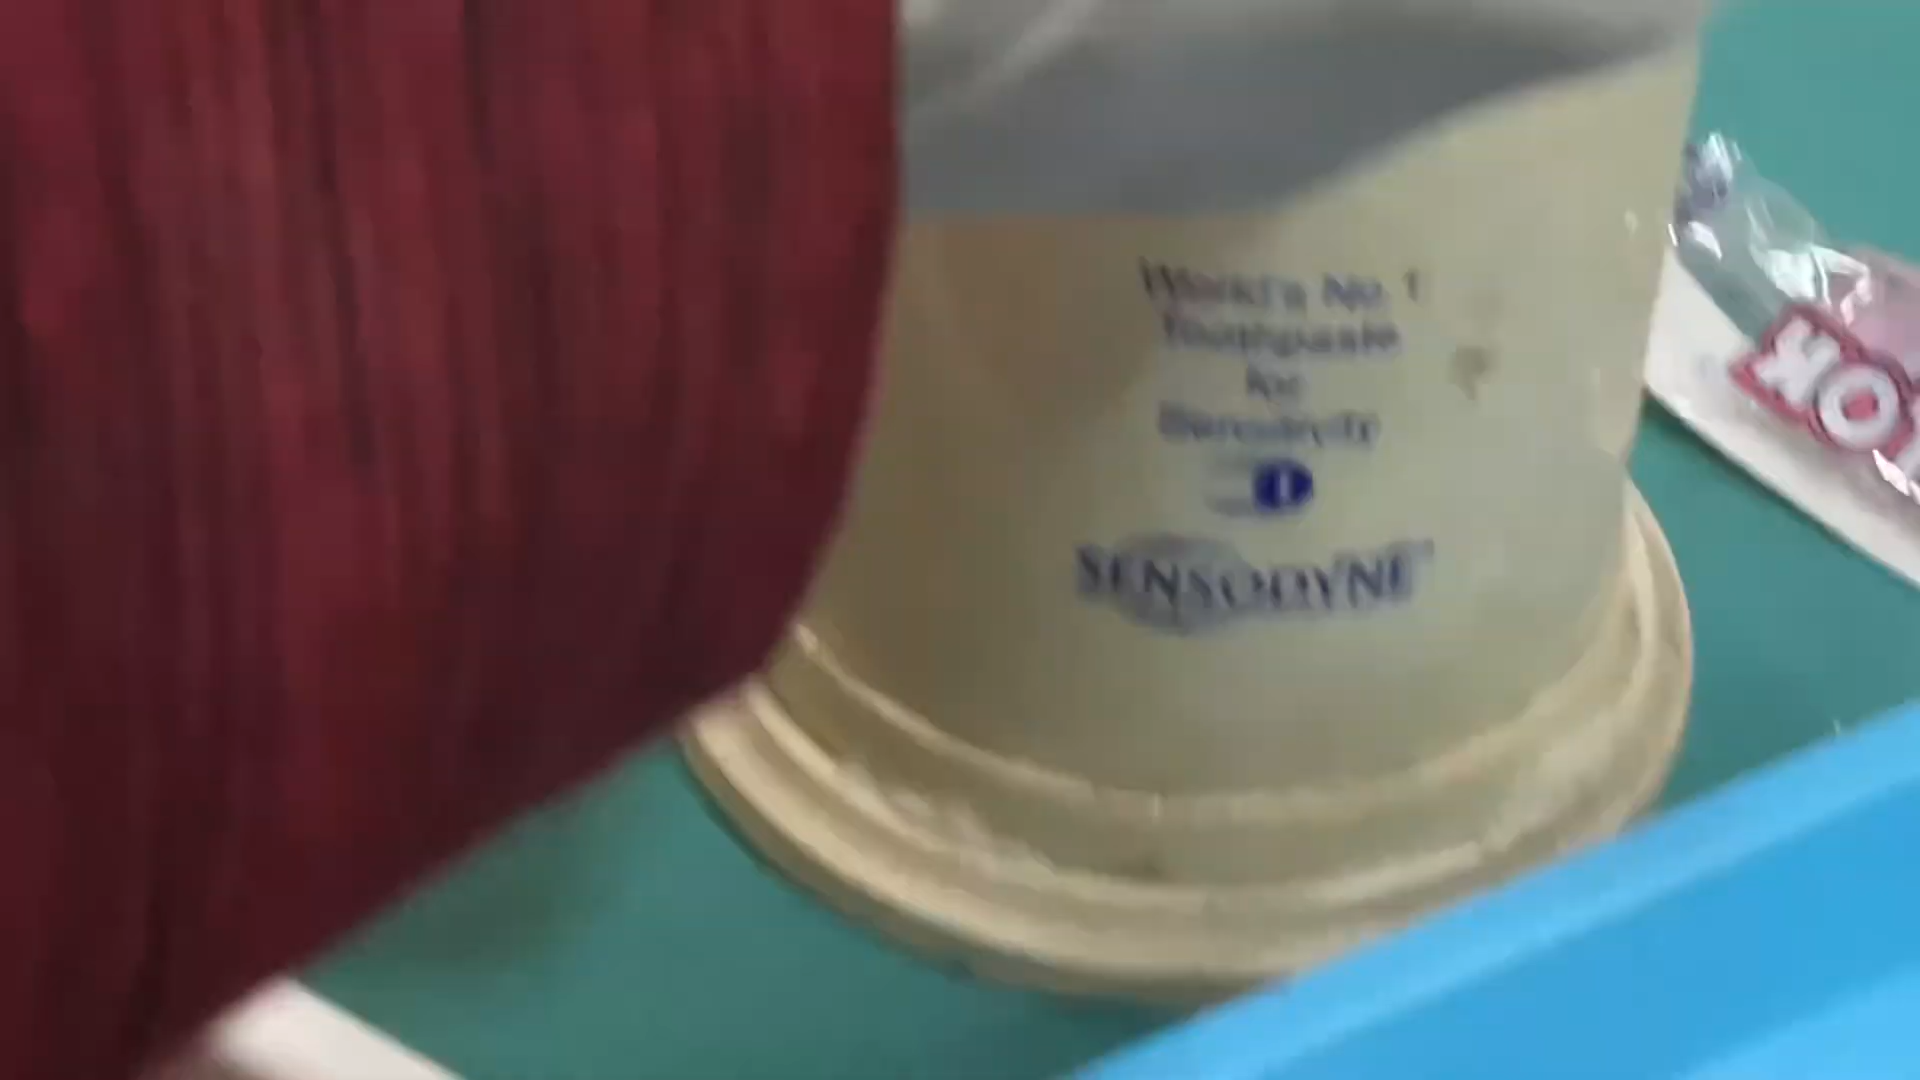 World's No. 1
Toothpaste
for
Sensitivity
SENSODYNE